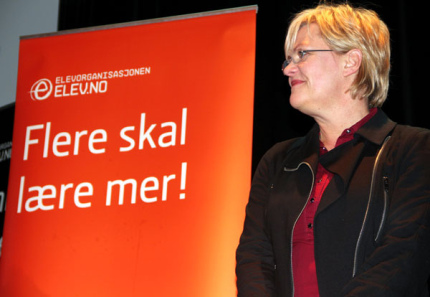 ELEVORGANISASJONEN
ELEV.NO
Flere skal
lære mer!